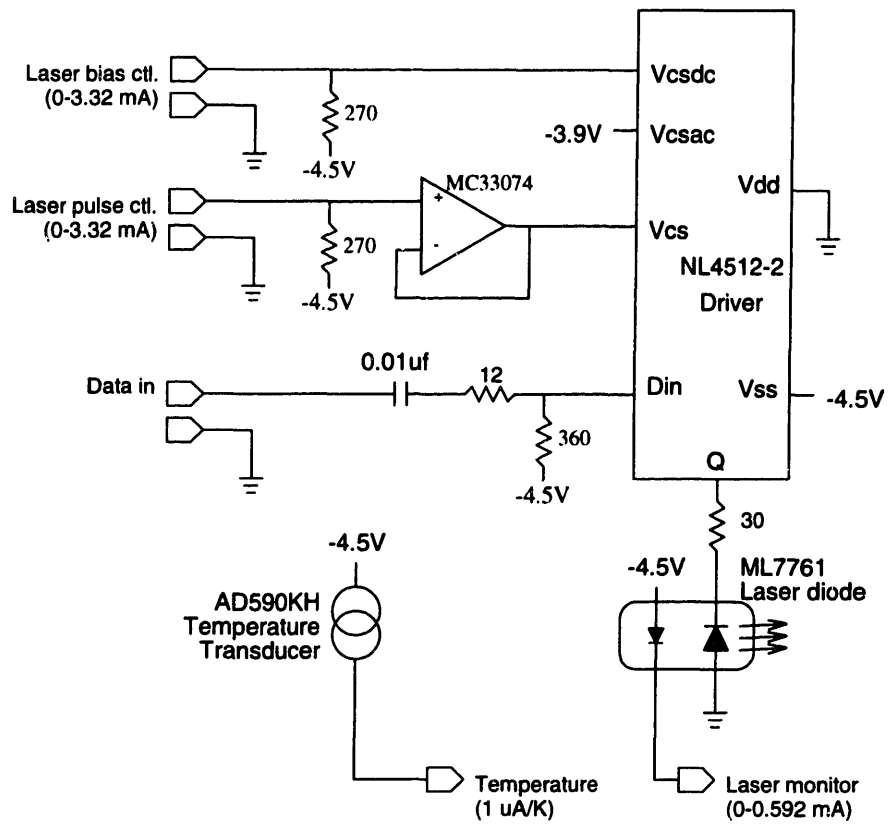 Laser bias ctl.
(0-3.32 mA)
270
-4.5V
Vcsdc
-3.9V
Vcsac
Vdd
Laser pulse ctl.
(0-3.32 mA)
MC33074
+
-
270
-4.5V
Vcs
NL4512-2
Driver
Data in
0.01uf
12
360
-4.5V
Din
Vss
-4.5V
Q
30
-4.5V
AD590KH
Temperature
Transducer
-4.5V
ML7761
Laser diode
Temperature
(1 uA/K)
Laser monitor
(0-0.592 mA)